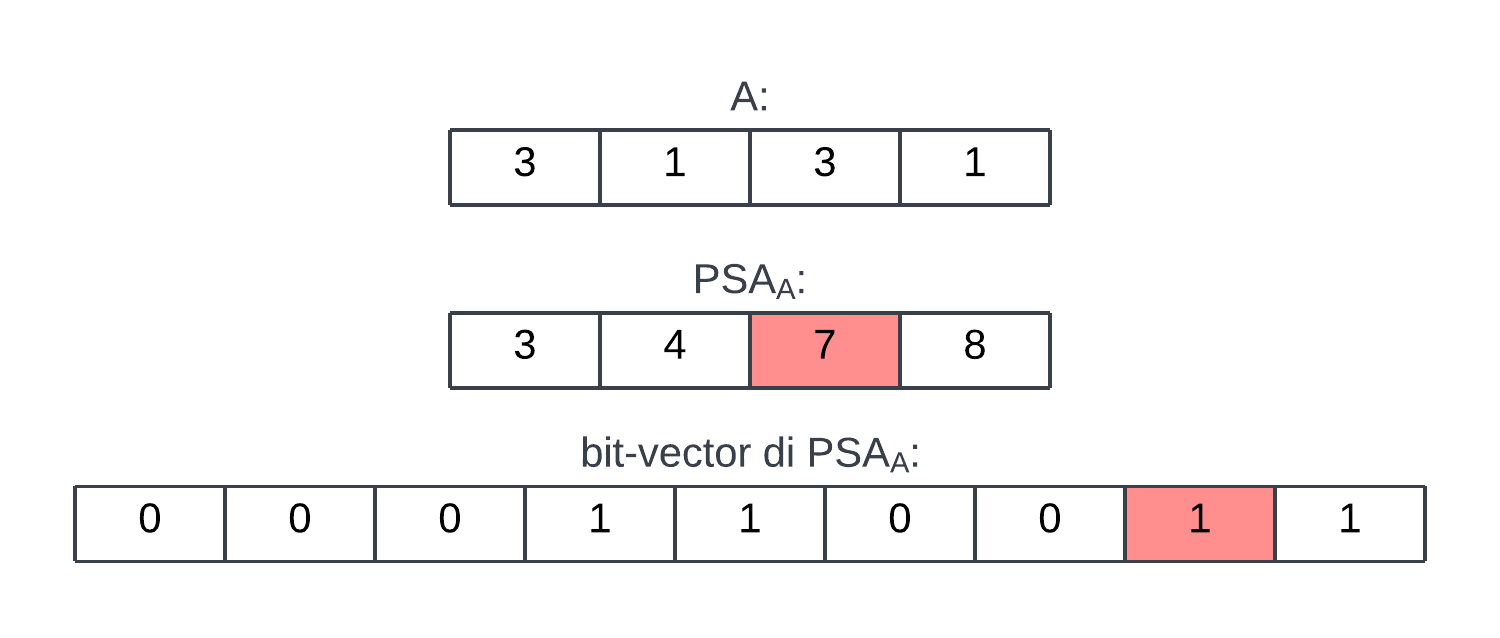 A:
3 1 3 1
PSA_A:
3 4 7 8
bit-vector di PSA_A:
0 0 0 1 1 0 0 1 1